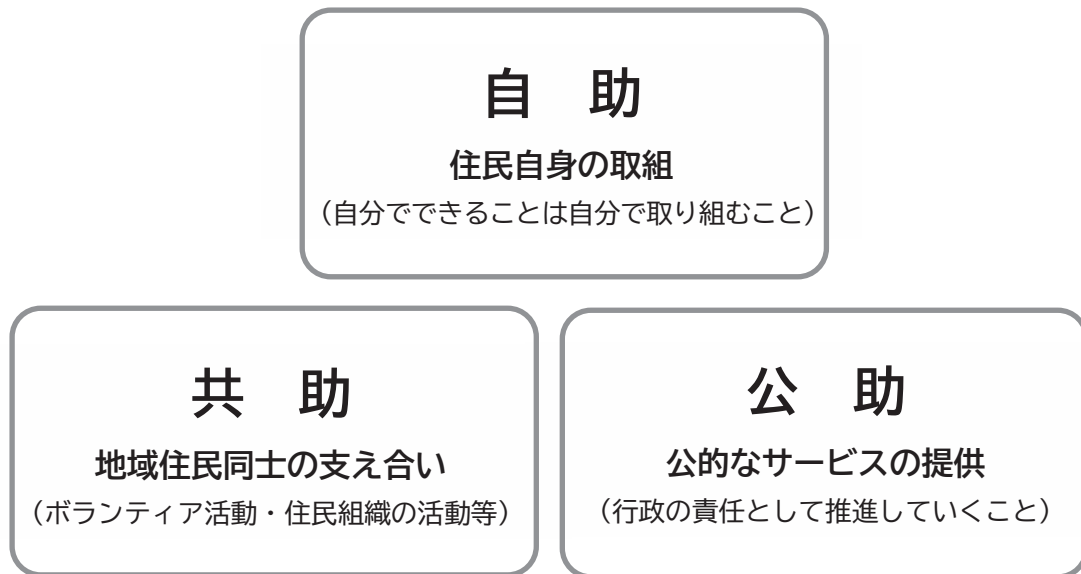 自　助
住民自身の取組
（自分でできることは自分で取り組むこと）
共　助
地域住民同士の支え合い
（ボランティア活動・住民組織の活動等）
公　助
公的なサービスの提供
（行政の責任として推進していくこと）